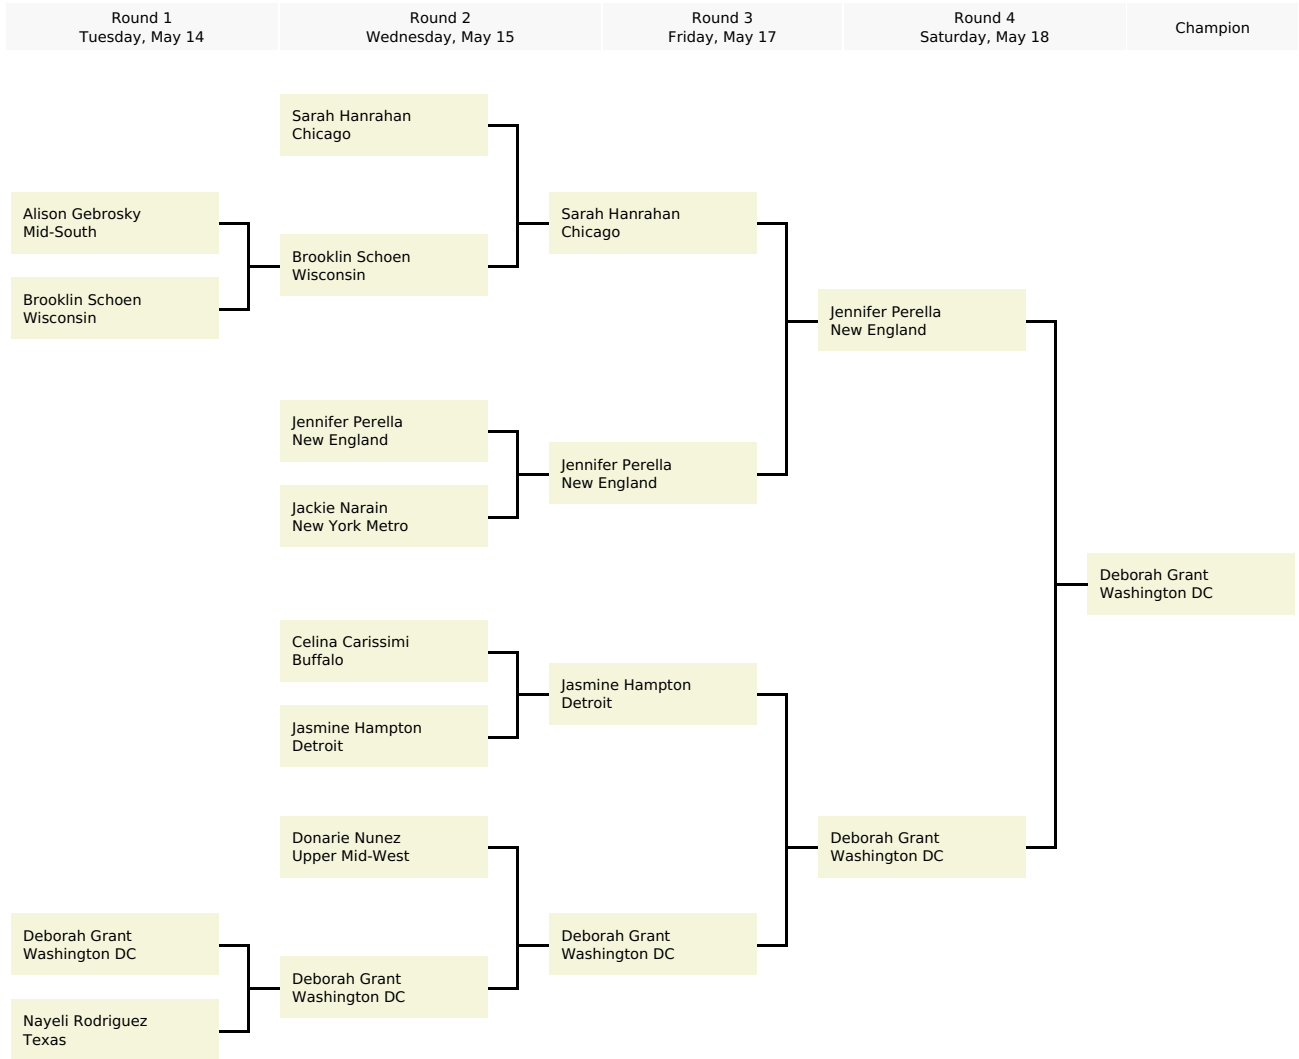 Round 1
Tuesday, May 14
Round 2
Wednesday, May 15
Round 3
Friday, May 17
Round 4
Saturday, May 18
Champion
Alison Gebrosky
Mid-South
Brooklin Schoen
Wisconsin
Deborah Grant
Washington DC
Nayeli Rodriguez
Texas
Sarah Hanrahan
Chicago
Brooklin Schoen
Wisconsin
Jennifer Perella
New England
Jackie Narain
New York Metro
Celina Carissimi
Buffalo
Jasmine Hampton
Detroit
Donarie Nunez
Upper Mid-West
Deborah Grant
Washington DC
Sarah Hanrahan
Chicago
Jennifer Perella
New England
Jasmine Hampton
Detroit
Deborah Grant
Washington DC
Jennifer Perella
New England
Deborah Grant
Washington DC
Deborah Grant
Washington DC